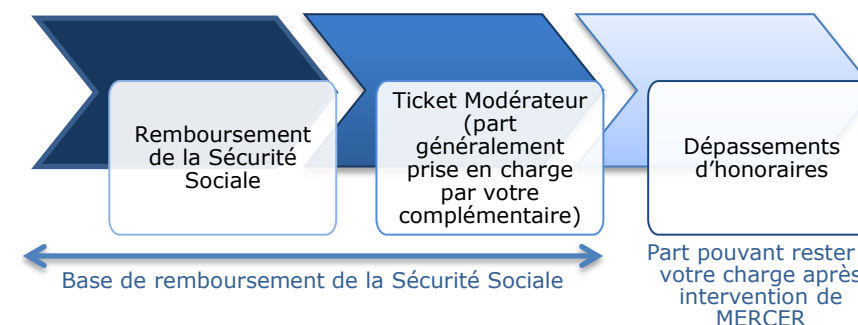 Remboursement
de la Sécurité
Sociale
Ticket Modérateur
(part
généralement
prise en charge
par votre
complémentaire)
Dépassements
d’honoraires
Base de remboursement de la Sécurité Sociale
Part pouvant rester
votre charge après
intervention de
MERCER